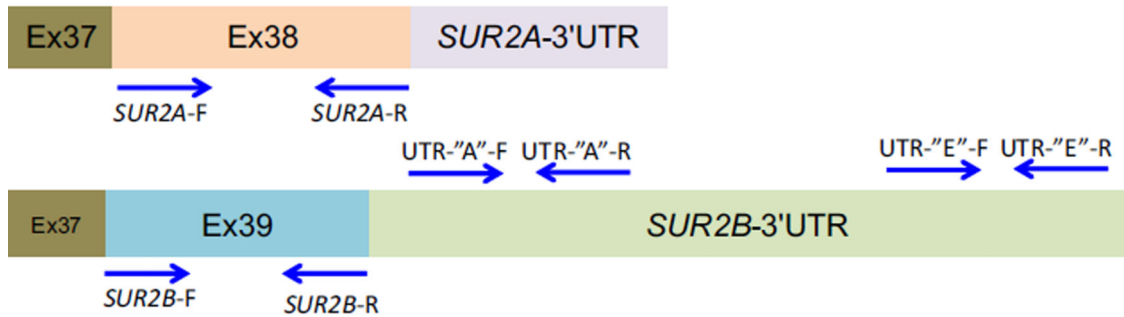 Ex37 Ex38 SUR2A-3'UTR
SUR2A-F SUR2A-R
UTR-”A”-F UTR-”A”-R UTR-”E”-F UTR-”E”-R
Ex37 Ex39 SUR2B-3'UTR
SUR2B-F SUR2B-R